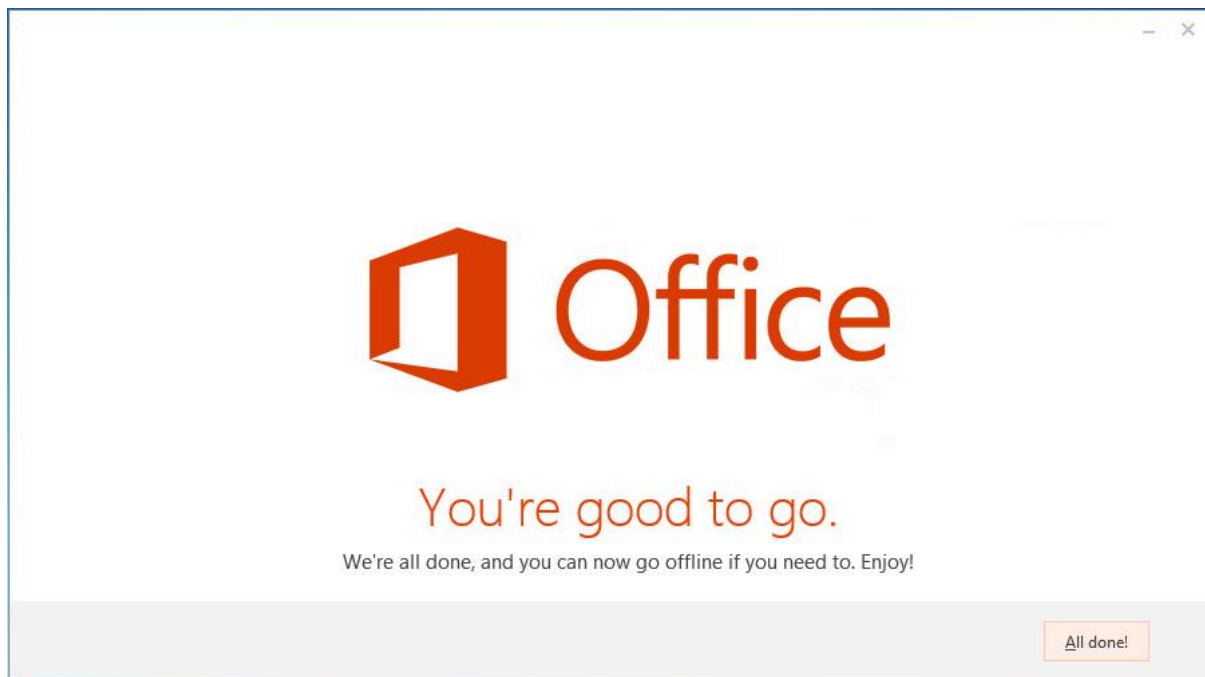 Office
You're good to go.
We're all done, and you can now go offline if you need to. Enjoy!
All done!